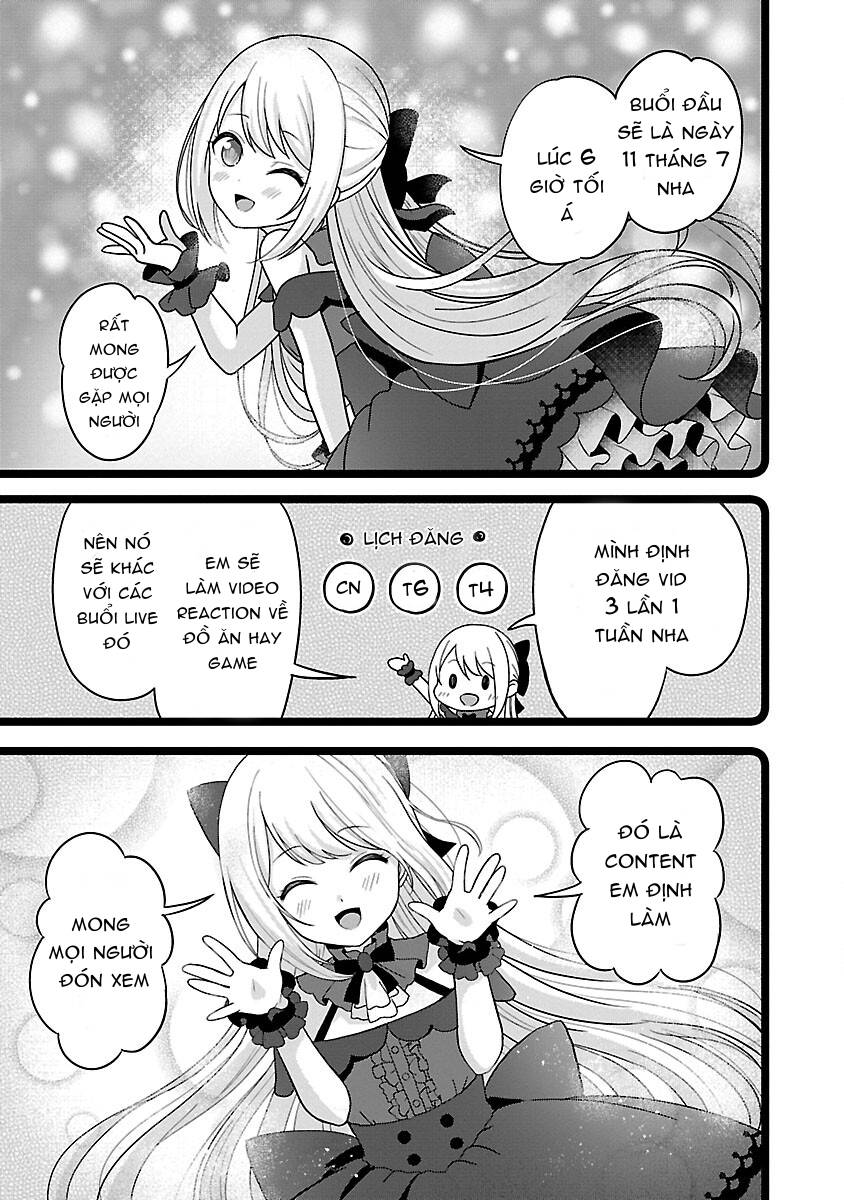 BUỔI ĐẦU
SẼ LÀ NGÀY
11 THÁNG 7
NHA
LÚC 6
GIỜ TỐI
Á
RẤT
MONG
ĐƯỢC
GẶP MỌI
NGƯỜI
MÌNH ĐỊNH
ĐĂNG VID
3 LẦN 1
TUẦN NHA
LỊCH ĐĂNG
CN T6 T4
EM SẼ
LÀM VIDEO
REACTION VỀ
ĐỒ ĂN HAY
GAME
NÊN NÓ
SẼ KHÁC
VỚI CÁC
BUỔI LIVE
ĐÓ
ĐÓ LÀ
CONTENT
EM ĐỊNH
LÀM
MONG
MỌI NGƯỜI
ĐÓN XEM